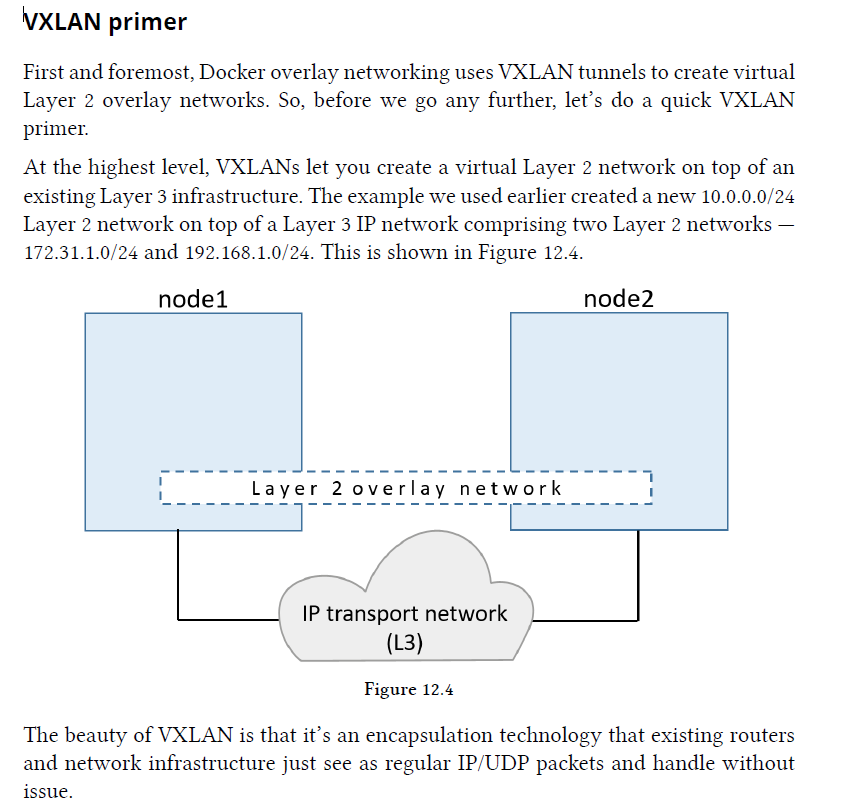 VXLAN primer
First and foremost, Docker overlay networking uses VXLAN tunnels to create virtual
Layer 2 overlay networks. So, before we go any further, let's do a quick VXLAN
primer.
At the highest level, VXLANs let you create a virtual Layer 2 network on top of an
existing Layer 3 infrastructure. The example we used earlier created a new 10.0.0.0/24
Layer 2 network on top of a Layer 3 IP network comprising two Layer 2 networks —
172.31.1.0/24 and 192.168.1.0/24. This is shown in Figure 12.4.
node1
node2
Layer 2 overlay network
IP transport network
(L3)
Figure 12.4
The beauty of VXLAN is that it's an encapsulation technology that existing routers
and network infrastructure just see as regular IP/UDP packets and handle without
issue.